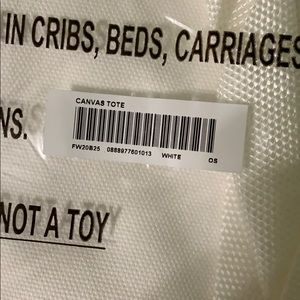 IN CRIBS, BEDS, CARRIAGES
CANVAS TOTE
FW20B25 0888977601013 WHITE OS
NS.
NOT A TOY